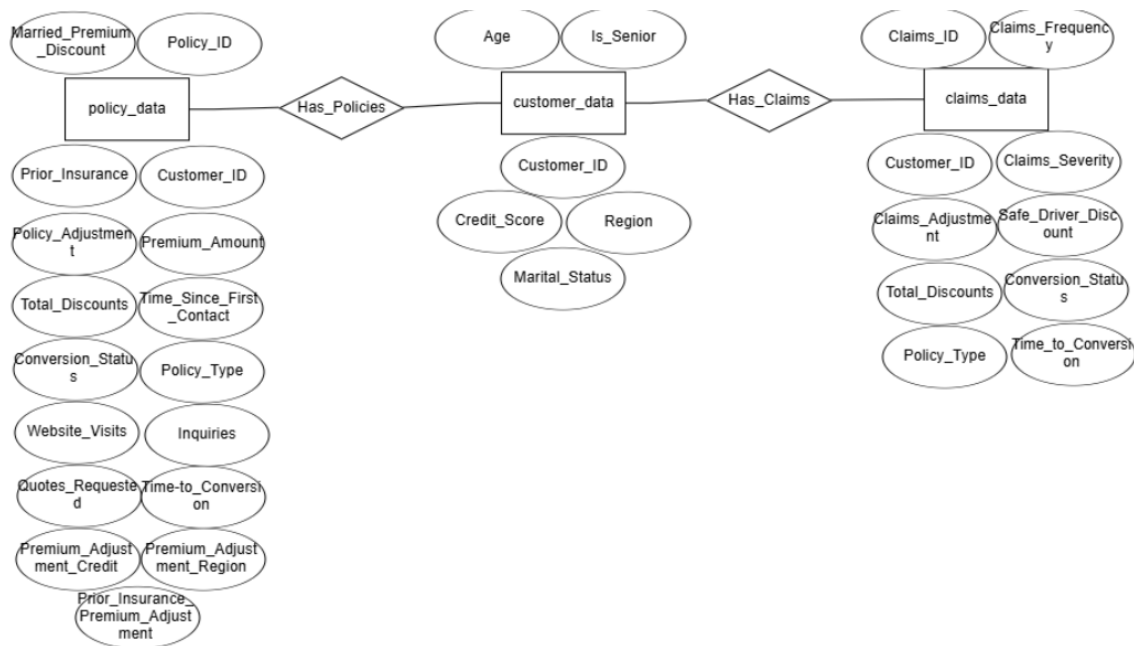 Married_Premium
_Discount
Policy_ID
Age
Is_Senior
Claims_ID
Claims_Frequenc
y
policy_data
Has_Policies
customer_data
Has_Claims
claims_data
Prior_Insurance
Customer_ID
Customer_ID
Customer_ID
Claims_Severity
Policy_Adjustmen
t
Premium_Amount
Credit_Score
Region
Claims_Adjustm
ent
Safe_Driver_Disc
ount
Marital_Status
Total_Discounts
Time_Since_First
_Contact
Total_Discounts
Conversion_Statu
s
Conversion_Statu
s
Policy_Type
Policy_Type
Time_to_Conversi
on
Website_Visits
Inquiries
Quotes_Requeste
d
Time-to_Conversi
on
Premium_Adjust
ment_Credit
Premium_Adjust
ment_Region
Prior_Insurance_
Premium_Adjust
ment